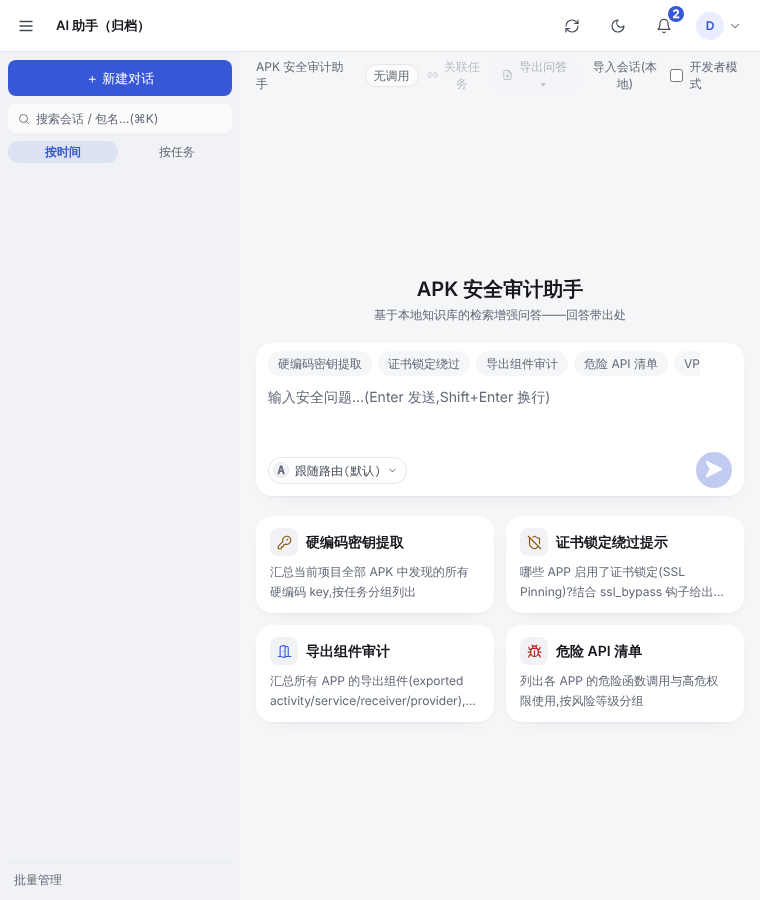 AI 助手（归档）
2
D
+ 新建对话
搜索会话 / 包名...(⌘K)
按时间
按任务
批量管理
APK 安全审计助
手
无调用
关联任
务
导出问答
导入会话(本
地)
开发者模
式
APK 安全审计助手
基于本地知识库的检索增强问答——回答带出处
硬编码密钥提取
证书锁定绕过
导出组件审计
危险 API 清单
VP
输入安全问题...(Enter 发送,Shift+Enter 换行)
A
跟随路由(默认)
硬编码密钥提取
汇总当前项目全部 APK 中发现的所有
硬编码 key,按任务分组列出
证书锁定绕过提示
哪些 APP 启用了证书锁定(SSL
Pinning)?结合 ssl_bypass 钩子给出...
导出组件审计
汇总所有 APP 的导出组件(exported
activity/service/receiver/provider),...
危险 API 清单
列出各 APP 的危险函数调用与高危权
限使用,按风险等级分组